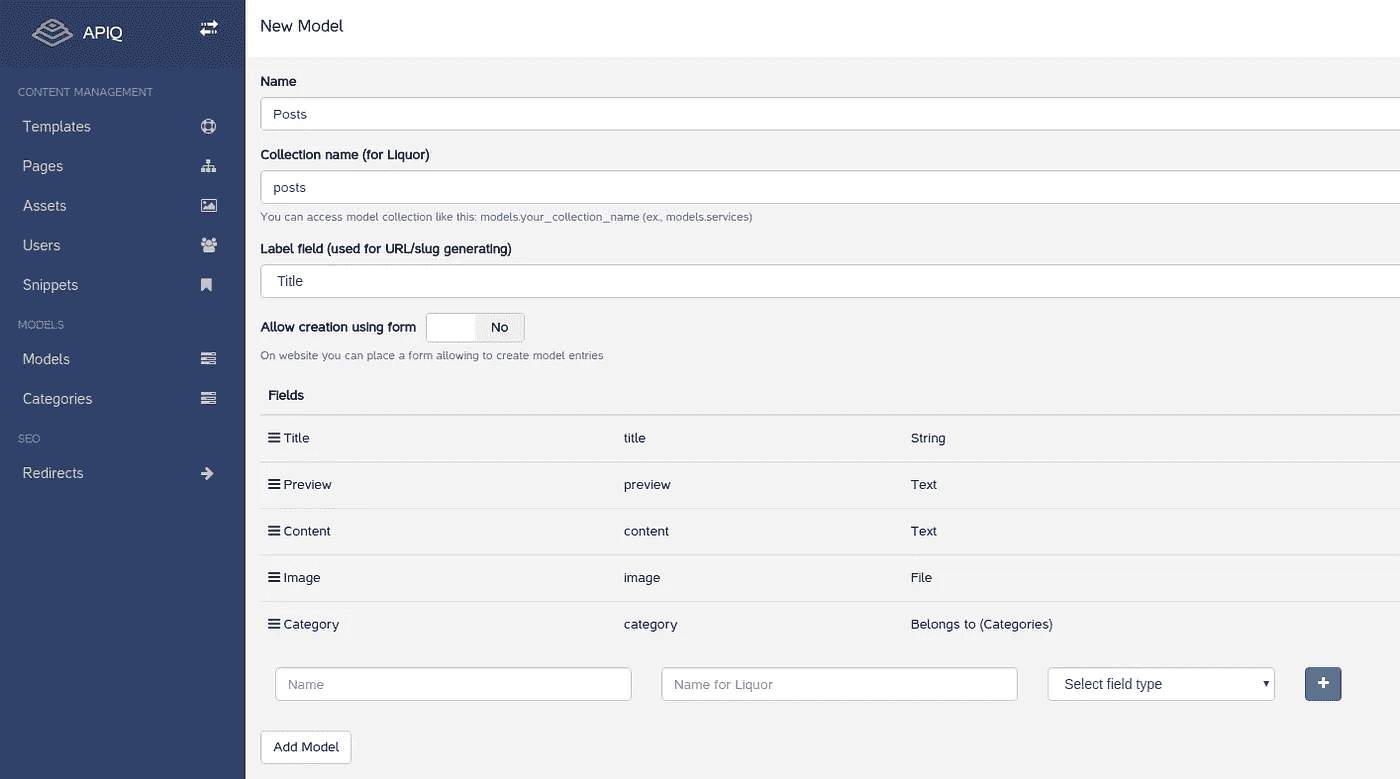 APIQ
CONTENT MANAGEMENT
Templates
Pages
Assets
Users
Snippets
MODELS
Models
Categories
SEO
Redirects
New Model
Name
Posts
Collection name (for Liquor)
posts
You can access model collection like this: models.your_collection_name (ex., models.services)
Label field (used for URL/slug generating)
Title
Allow creation using form No
On website you can place a form allowing to create model entries
Fields
Title title String
Preview preview Text
Content content Text
Image image File
Category category Belongs to (Categories)
Name Name for Liquor Select field type +
Add Model